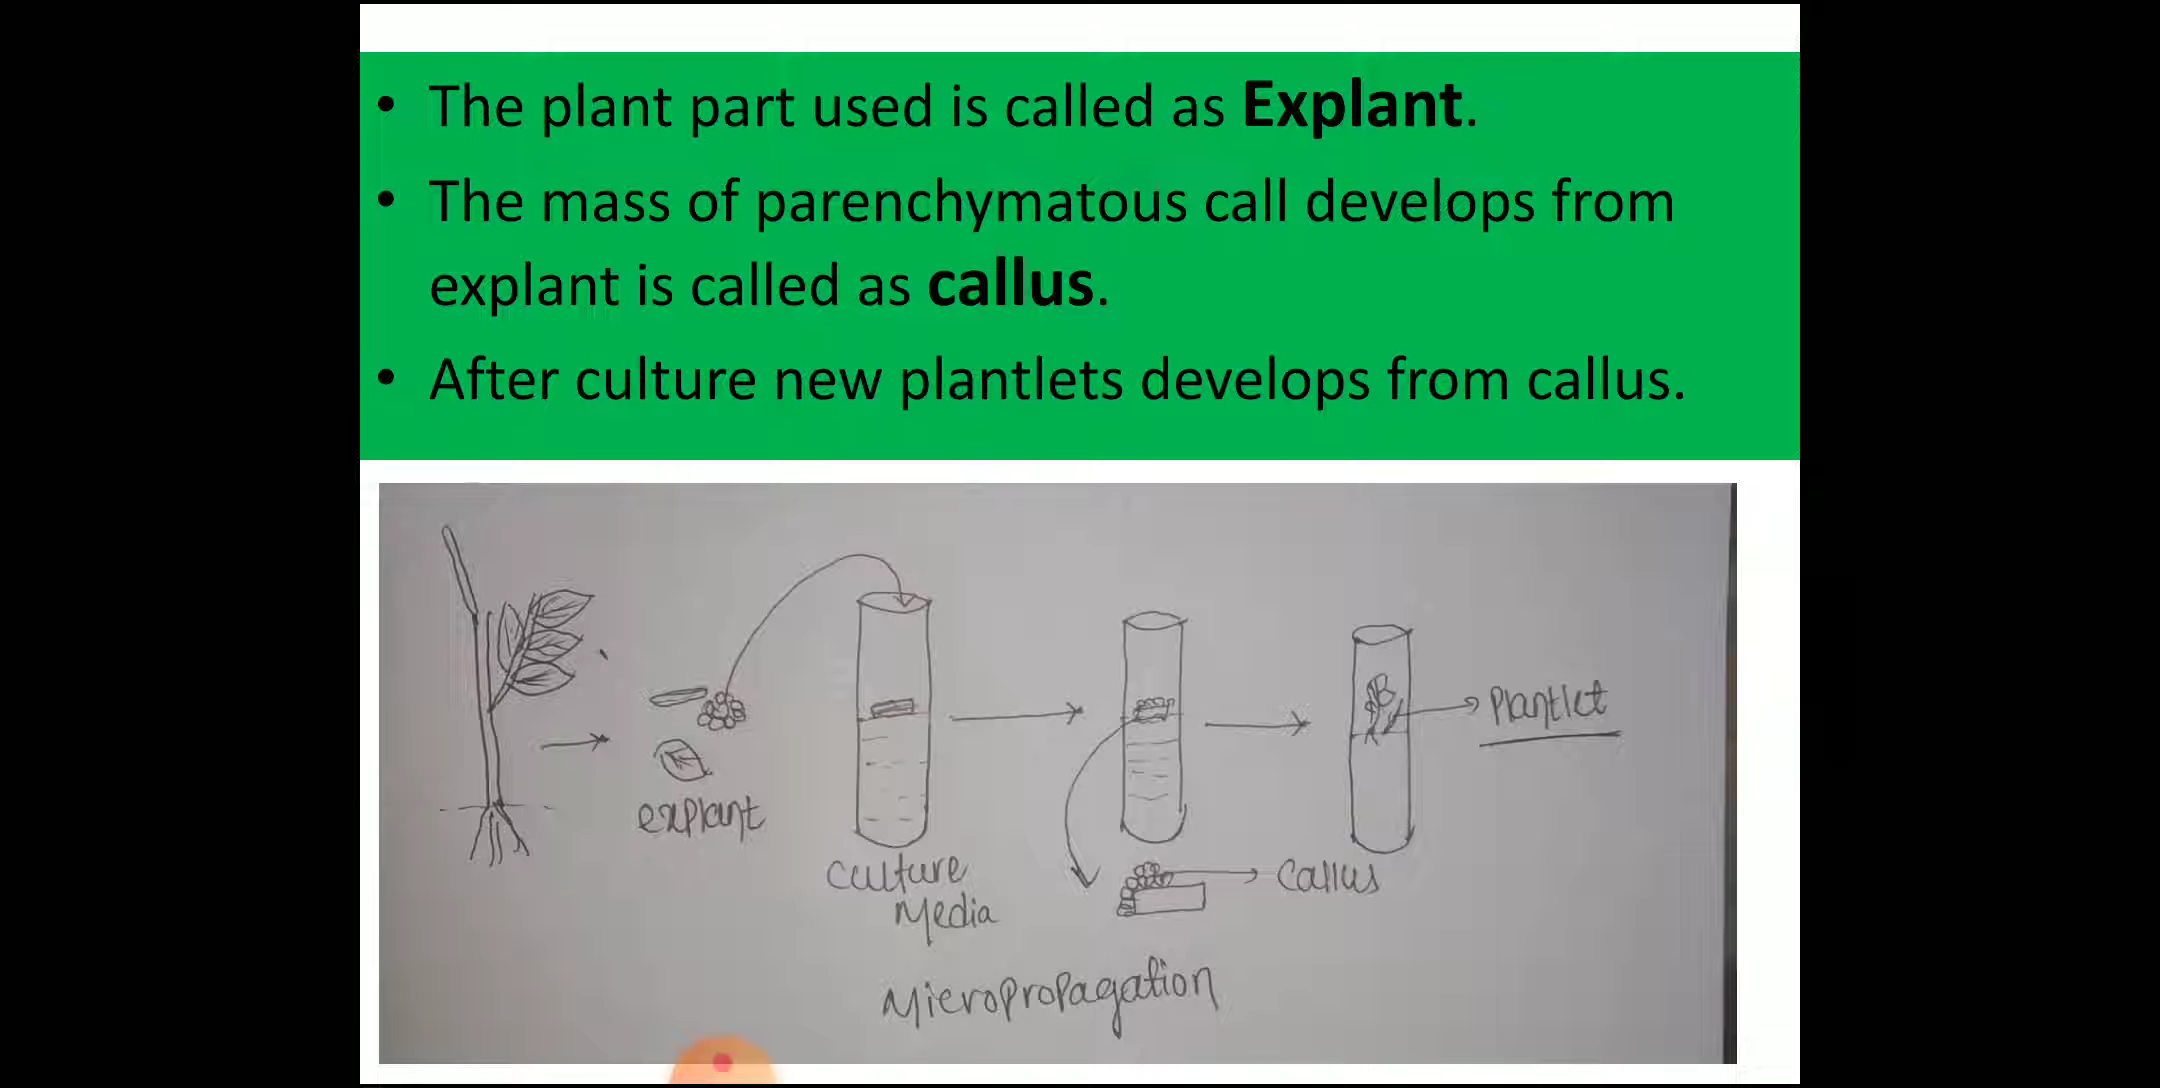 • The plant part used is called as Explant.
• The mass of parenchymatous call develops from
explant is called as callus.
• After culture new plantlets develops from callus.
Plantlet
explant
Culture
Media
Callus
Micropropagation